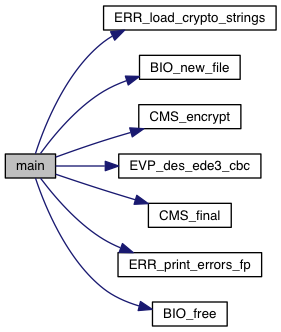 ERR_load_crypto_strings
BIO_new_file
CMS_encrypt
main
EVP_des_ede3_cbc
CMS_final
ERR_print_errors_fp
BIO_free